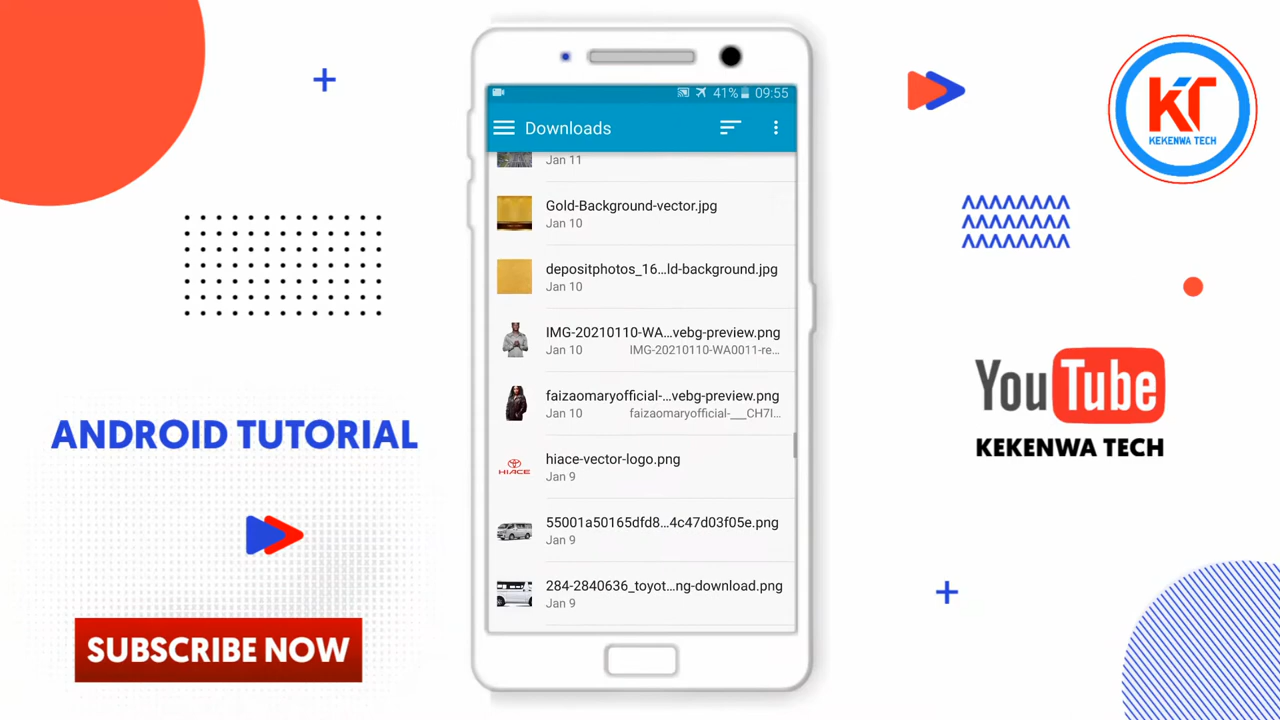 41% 09:55
Downloads
Jan 11
Gold-Background-vector.jpg
Jan 10
depositphotos_16...ld-background.jpg
Jan 10
IMG-20210110-WA...vebg-preview.png
Jan 10 IMG-20210110-WA0011-re...
faizaomaryofficial-...vebg-preview.png
Jan 10 faizaomaryofficial-___CH7I...
hiace-vector-logo.png
Jan 9
HIACE
55001a50165dfd8...4c47d03f05e.png
Jan 9
284-2840636_toyot...ng-download.png
Jan 9
ANDROID TUTORIAL
SUBSCRIBE NOW
KT
KEKENWA TECH
YouTube
KEKENWA TECH